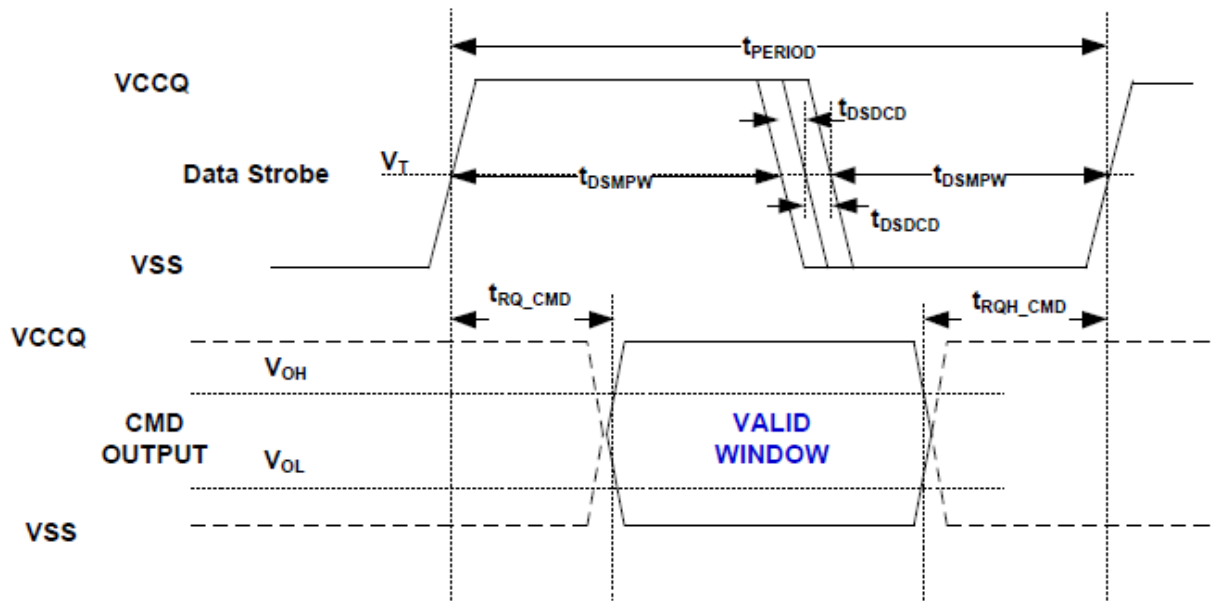 tPERIOD
VCCQ
tDSDCD
VT
Data Strobe
tDSMPW
tDSMPW
tDSDCD
VSS
tRQ_CMD
tRQH_CMD
VCCQ
VOH
CMD
OUTPUT
VALID
WINDOW
VOL
VSS